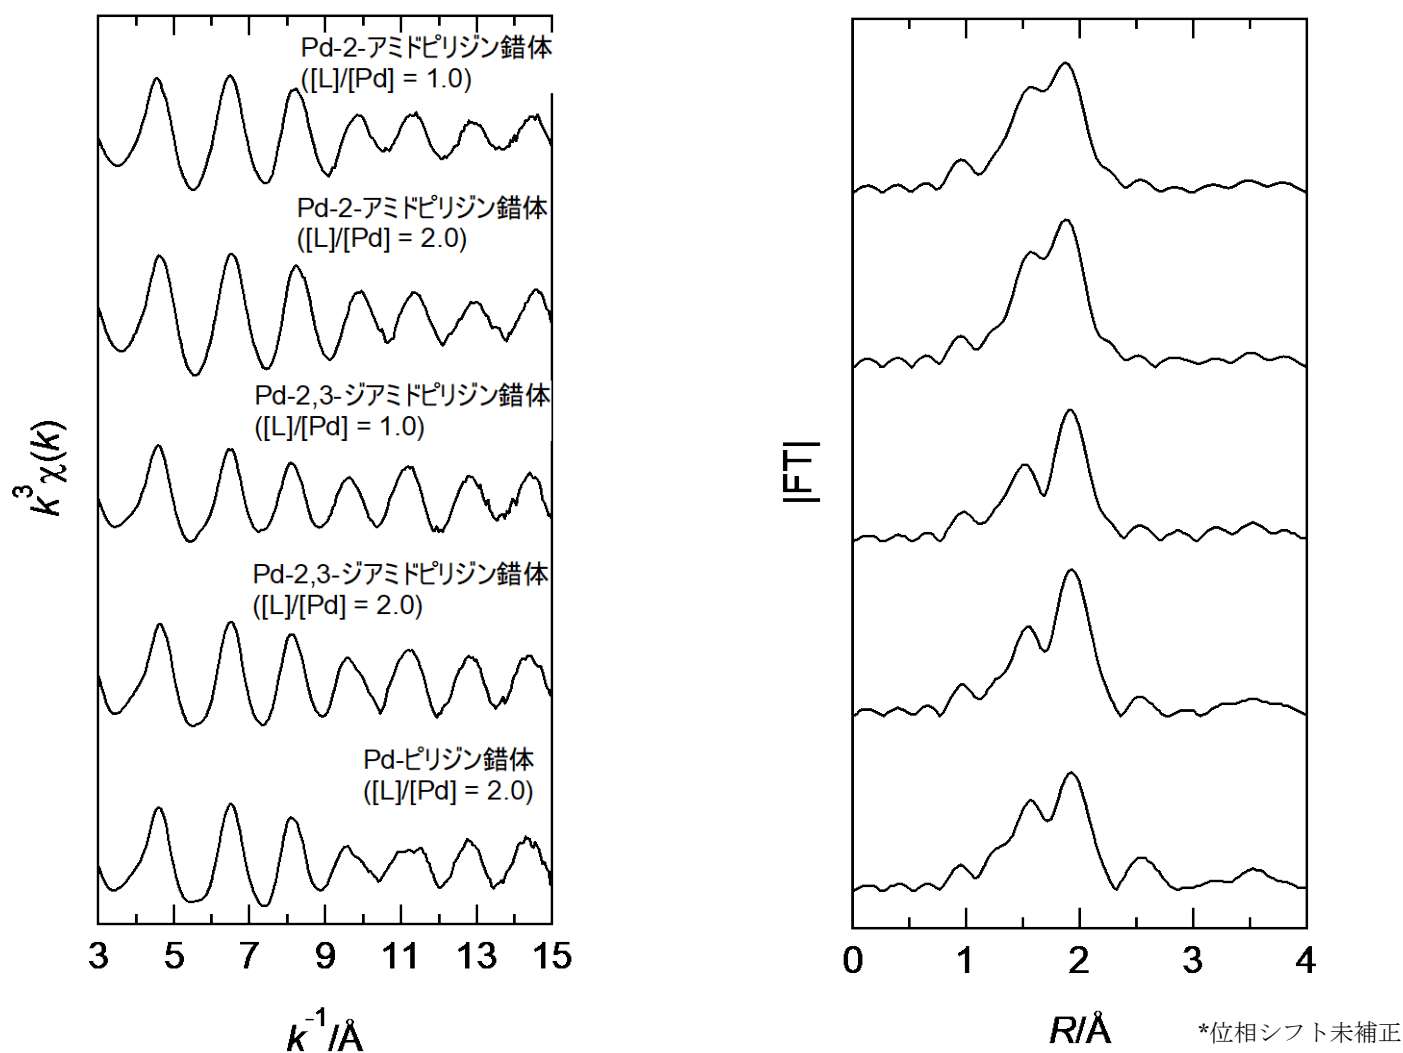 Pd-2-アミドピリジン錯体
([L]/[Pd] = 1.0)
Pd-2-アミドピリジン錯体
([L]/[Pd] = 2.0)
Pd-2,3-ジアミドピリジン錯体
([L]/[Pd] = 1.0)
Pd-2,3-ジアミドピリジン錯体
([L]/[Pd] = 2.0)
Pd-ピリジン錯体
([L]/[Pd] = 2.0)
k³ χ(k)
3 5 7 9 11 13 15
k⁻¹/Å
|FT|
0 1 2 3 4
R/Å
*位相シフト未補正